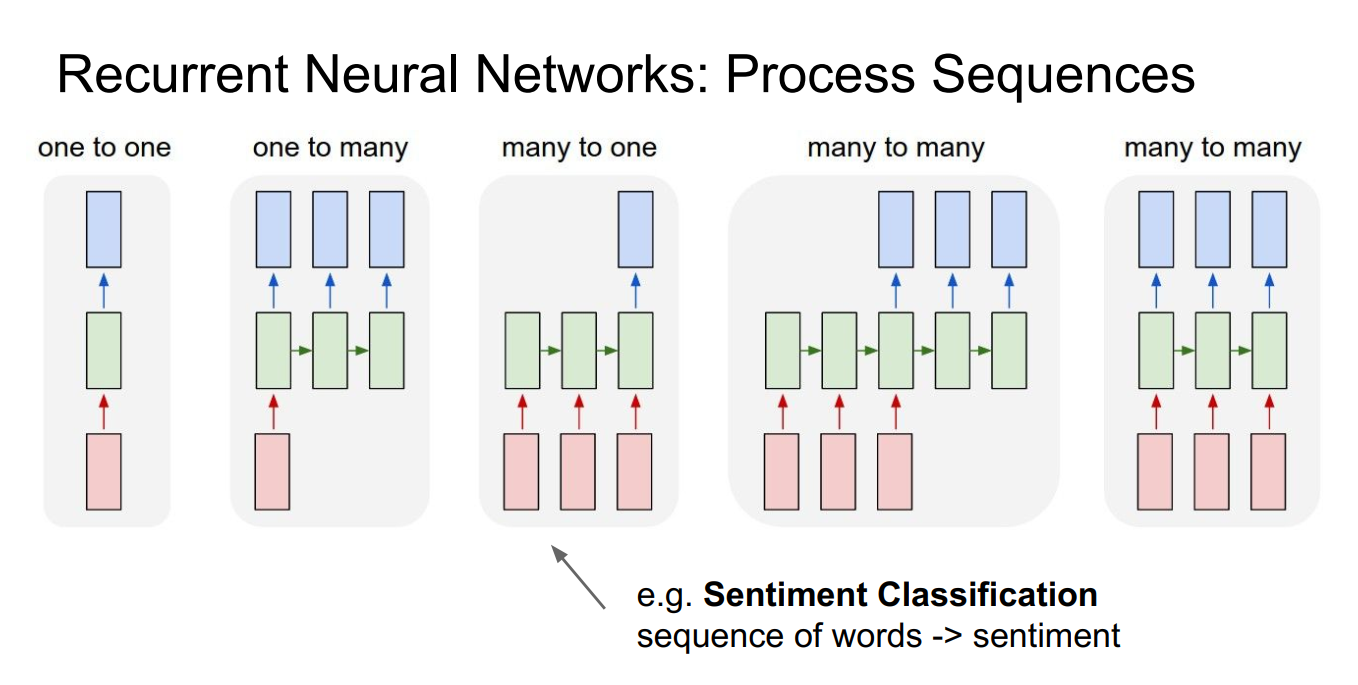 Recurrent Neural Networks: Process Sequences
one to one
one to many
many to one
many to many
many to many
e.g. Sentiment Classification
sequence of words -> sentiment